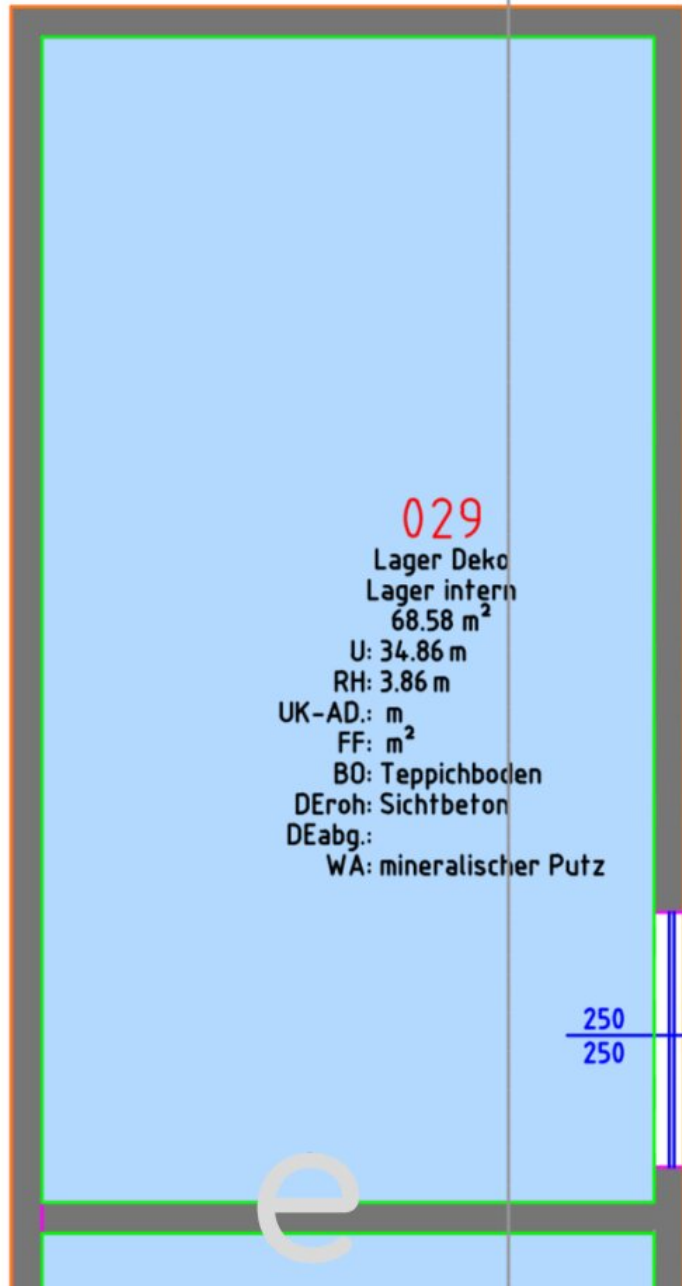 029
Lager Deko
Lager intern
68.58 m²
U: 34.86 m
RH: 3.86 m
UK-AD.: m
FF: m²
BO: Teppichboden
DEroh: Sichtbeton
DEabg.:
WA: mineralischer Putz
250
250
e